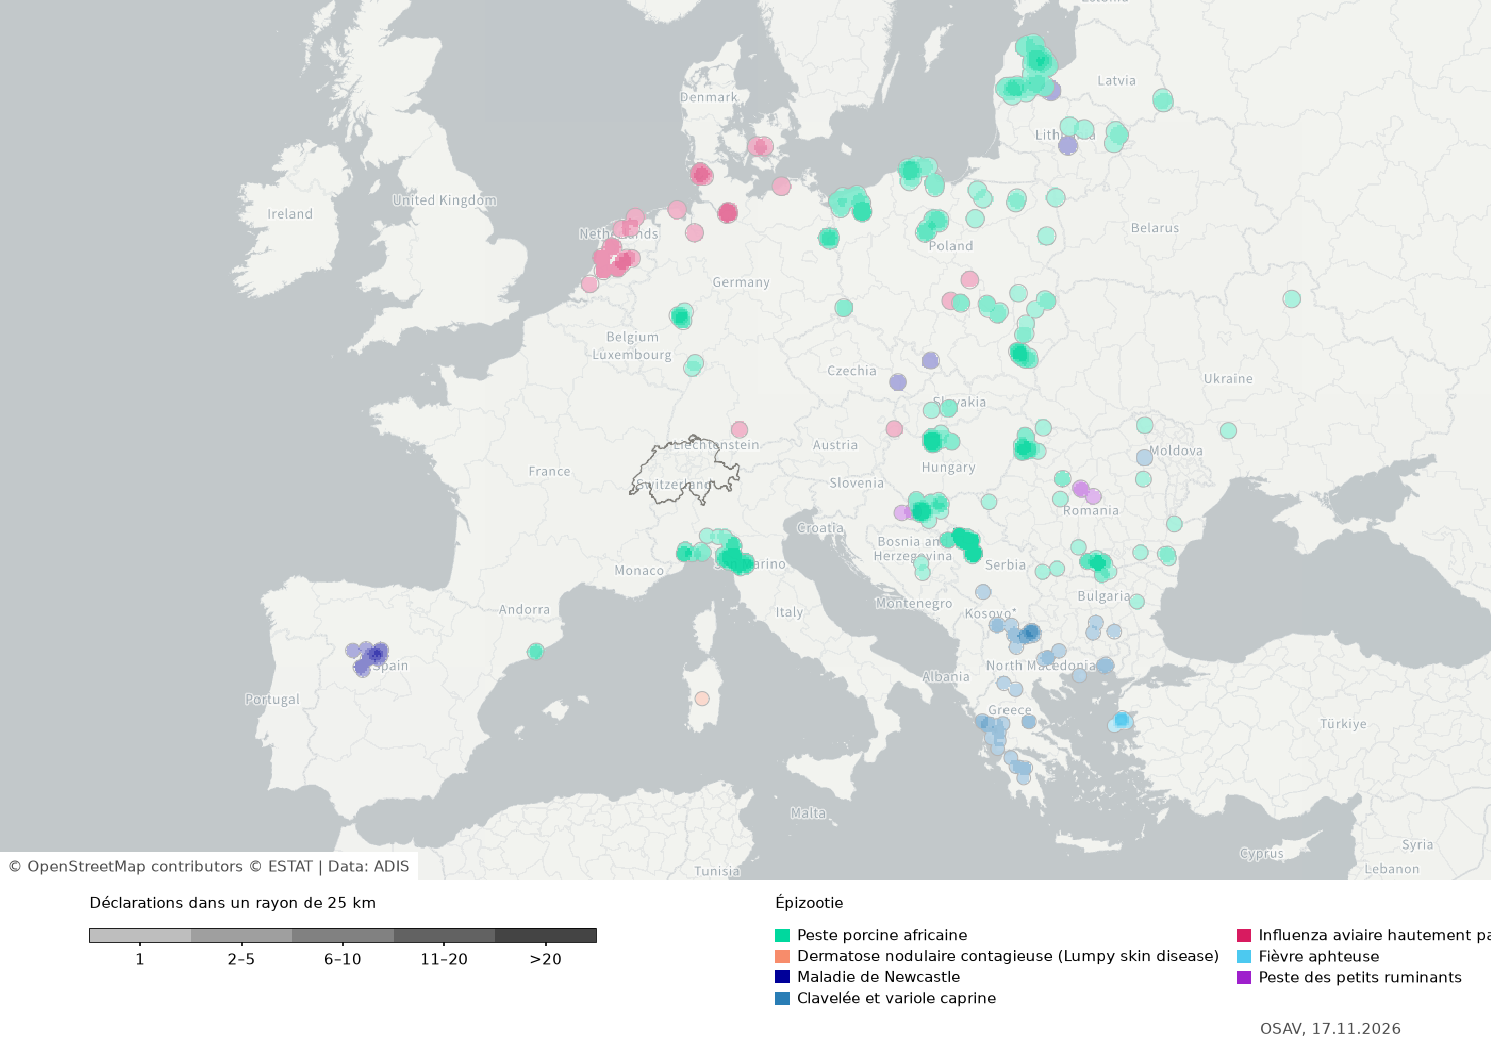 Estonia
Latvia
Denmark
Lithuania
United Kingdom
Ireland
Netherlands
Belarus
Poland
Germany
Belgium
Luxembourg
Czechia
Ukraine
Slovakia
Liechtenstein
Austria
Moldova
France
Hungary
Switzerland
Slovenia
Romania
Croatia
Bosnia and
Herzegovina
Serbia
San Marino
Monaco
Bulgaria
Montenegro
Andorra
Italy
Kosovo*
Spain
North Macedonia
Albania
Portugal
Greece
Türkiye
Malta
Syria
Cyprus
Lebanon
Tunisia
© OpenStreetMap contributors © ESTAT | Data: ADIS
Déclarations dans un rayon de 25 km
1 2–5 6–10 11–20 >20
Épizootie
Peste porcine africaine
Dermatose nodulaire contagieuse (Lumpy skin disease)
Maladie de Newcastle
Clavelée et variole caprine
Influenza aviaire hautement pa
Fièvre aphteuse
Peste des petits ruminants
OSAV, 17.11.2026